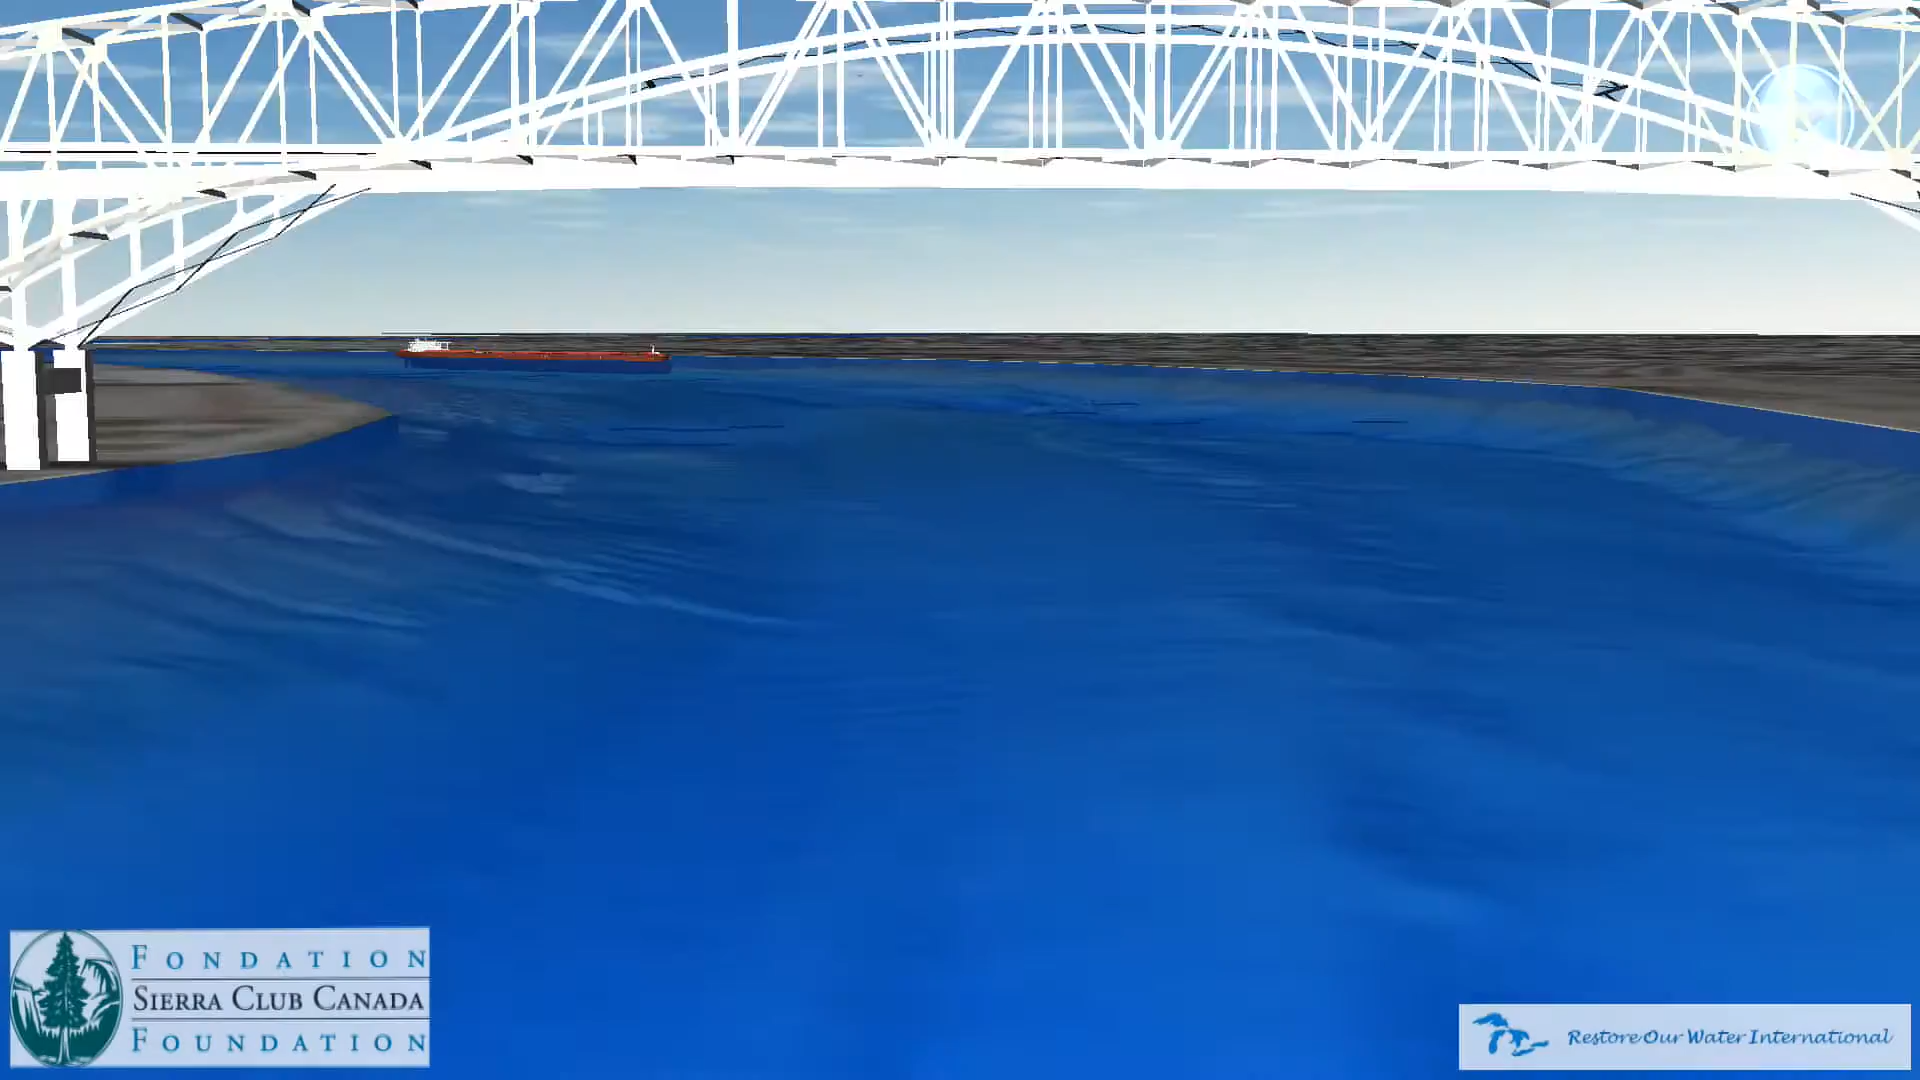 FONDATION
SIERRA CLUB CANADA
FOUNDATION
Restore Our Water International